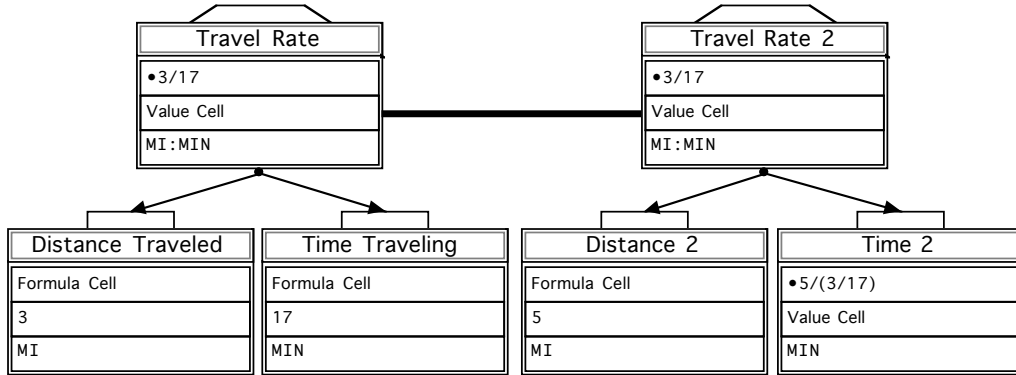 Travel Rate
•3/17
Value Cell
MI:MIN
Travel Rate 2
•3/17
Value Cell
MI:MIN
Distance Traveled
Formula Cell
3
MI
Time Traveling
Formula Cell
17
MIN
Distance 2
Formula Cell
5
MI
Time 2
•5/(3/17)
Value Cell
MIN